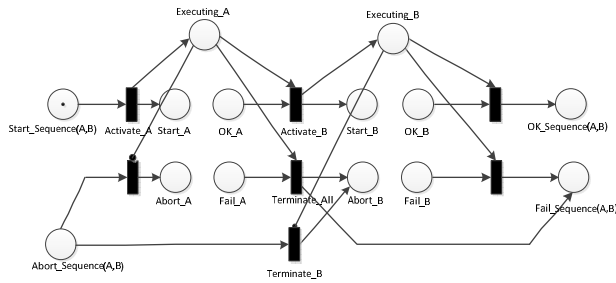 Executing_A
Executing_B
Start_Sequence(A,B)
Activate_A
Start_A
OK_A
Activate_B
Start_B
OK_B
OK_Sequence(A,B)
Abort_A
Fail_A
Terminate_All
Abort_B
Fail_B
Fail_Sequence(A,B)
Abort_Sequence(A,B)
Terminate_B